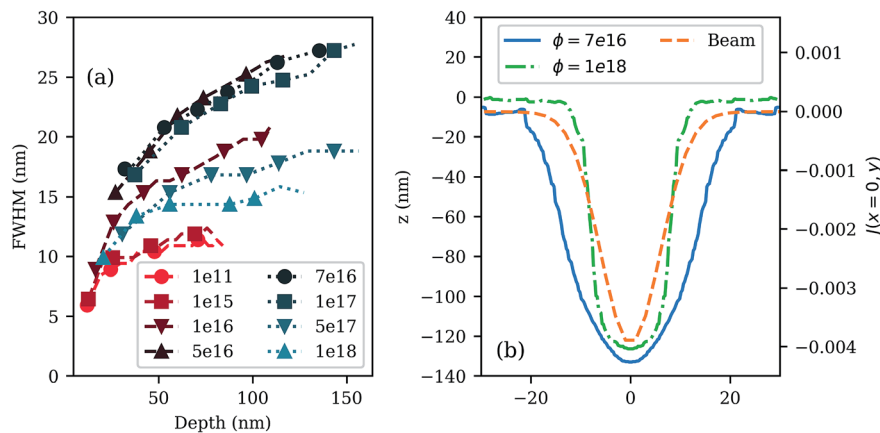 (a)
30
25
20
15
10
5
0
FWHM (nm)
50
100
150
Depth (nm)
1e11 7e16
1e15 1e17
1e16 5e17
5e16 1e18
(b)
40
20
0
−20
−40
−60
−80
−100
−120
−140
z (nm)
−20
0
20
ϕ = 7e16 Beam
ϕ = 1e18
0.001
0.000
−0.001
−0.002
−0.003
−0.004
J(x=0, y)